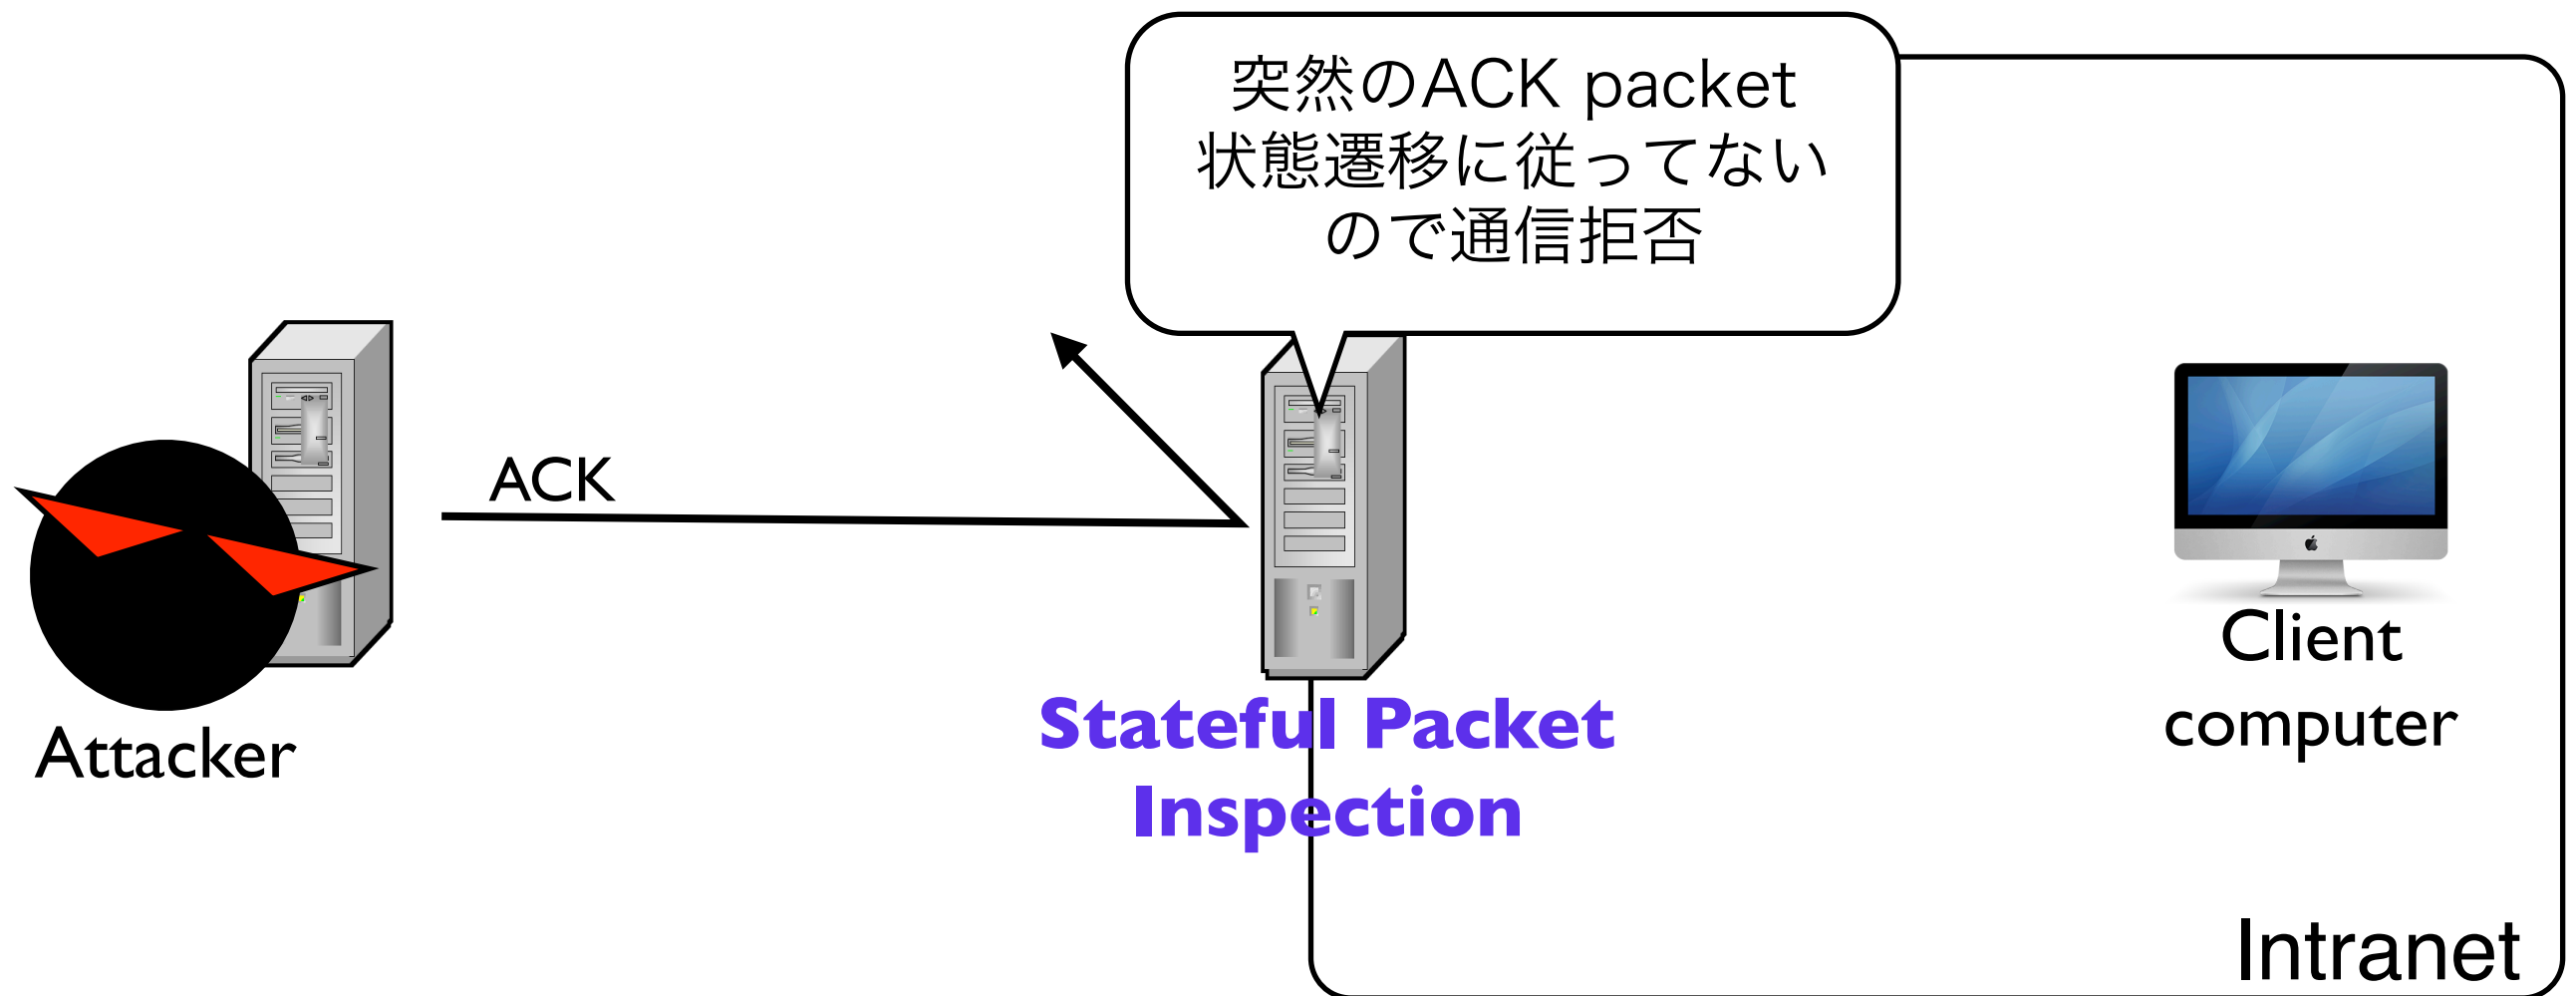 突然のACK packet
状態遷移に従ってない
ので通信拒否
ACK
Attacker
Stateful Packet
Inspection
Client
computer
Intranet